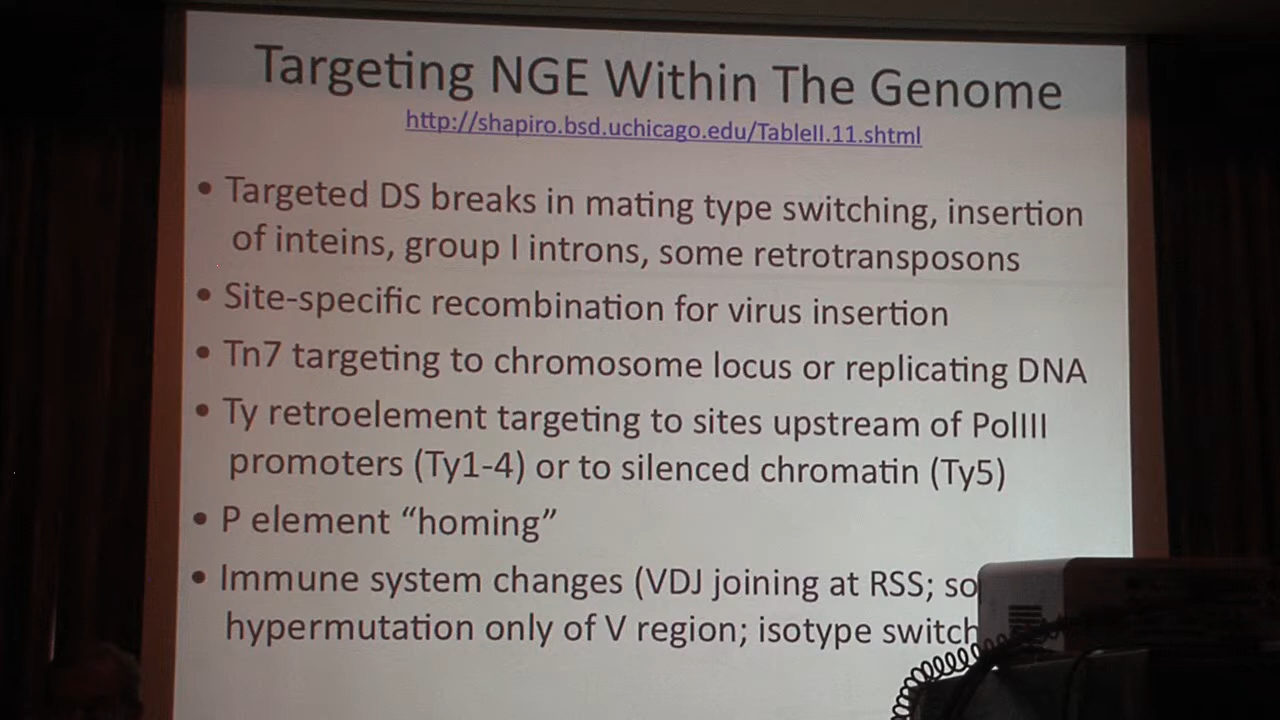 Targeting NGE Within The Genome
http://shapiro.bsd.uchicago.edu/TableII.11.shtml
• Targeted DS breaks in mating type switching, insertion
of inteins, group I introns, some retrotransposons
• Site-specific recombination for virus insertion
• Tn7 targeting to chromosome locus or replicating DNA
• Ty retroelement targeting to sites upstream of PolIII
promoters (Ty1-4) or to silenced chromatin (Ty5)
• P element “homing”
• Immune system changes (VDJ joining at RSS; so
hypermutation only of V region; isotype switch